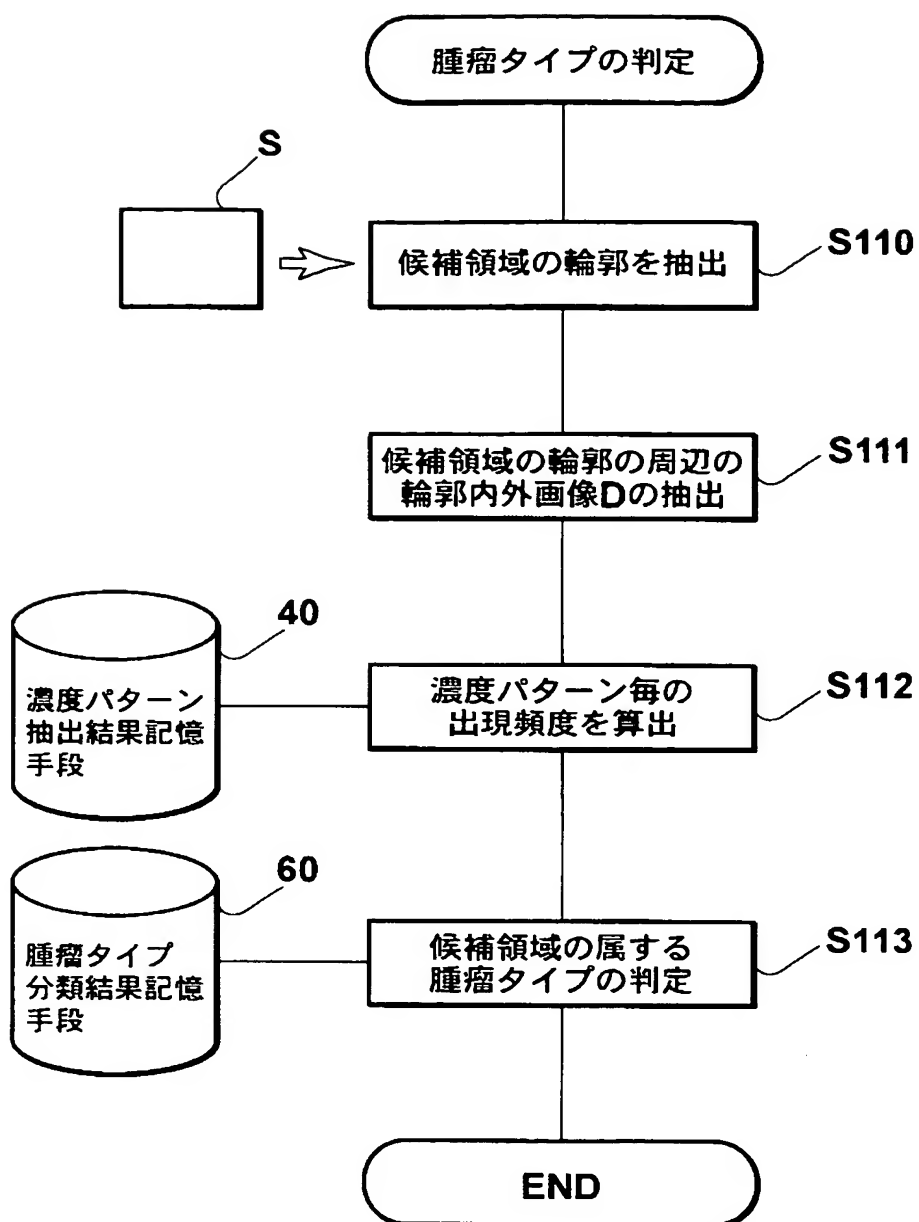 腫瘤タイプの判定
S
候補領域の輪郭を抽出
S110
候補領域の輪郭の周辺の
輪郭内外画像Dの抽出
S111
40
濃度パターン
抽出結果記憶
手段
濃度パターン毎の
出現頻度を算出
S112
60
腫瘤タイプ
分類結果記憶
手段
候補領域の属する
腫瘤タイプの判定
S113
END